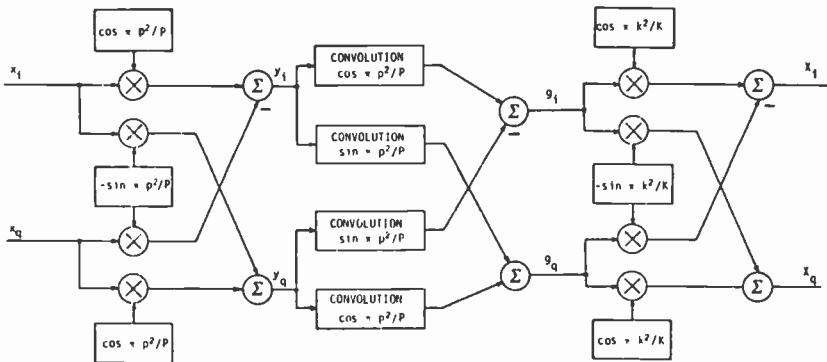 cos π p²/P
cos π k²/K
x_i
y_i
CONVOLUTION
cos π p²/P
Σ
−
g_i
Σ
−
X_i
Σ
−
CONVOLUTION
sin π p²/P
-sin π p²/P
-sin π k²/K
CONVOLUTION
sin π p²/P
x_q
y_q
Σ
g_q
Σ
X_q
Σ
CONVOLUTION
cos π p²/P
cos π p²/P
cos π k²/K